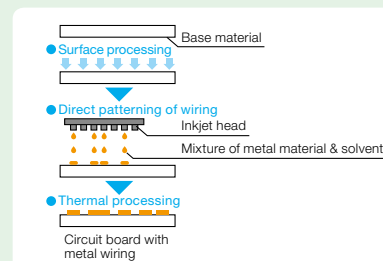 Base material
Surface processing
Direct patterning of wiring
Inkjet head
Mixture of metal material & solvent
Thermal processing
Circuit board with
metal wiring